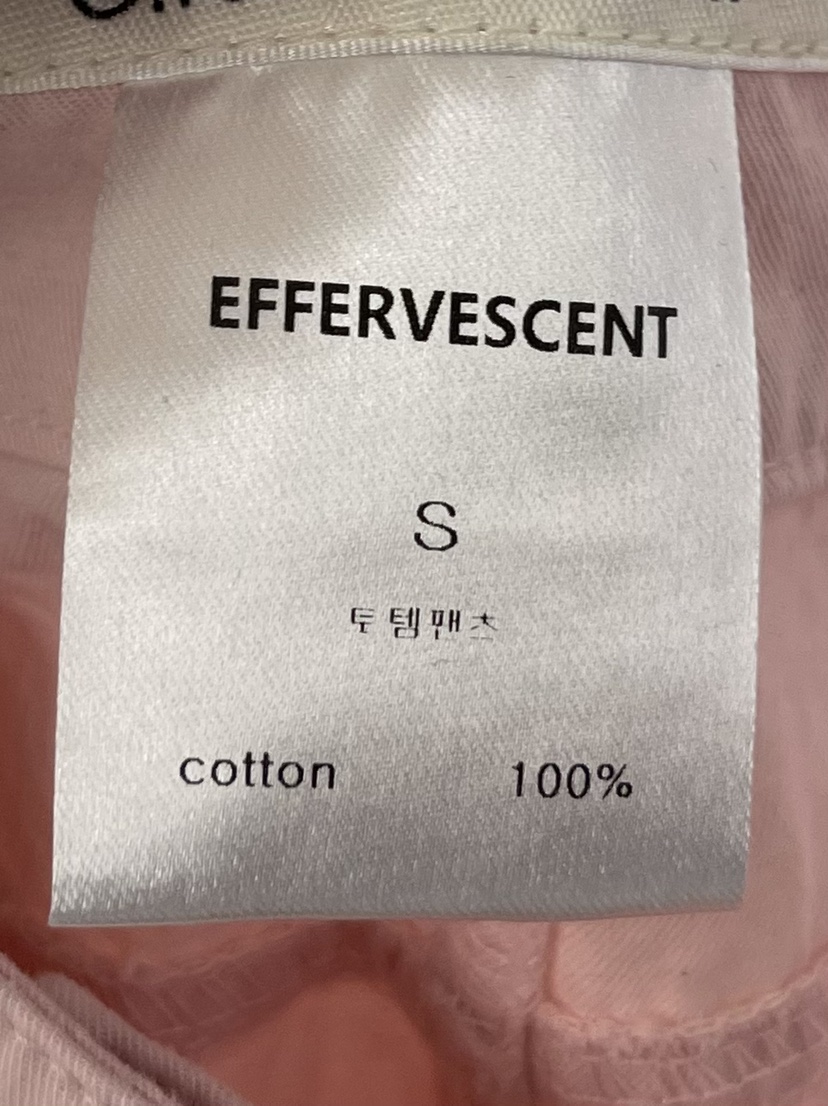 EFFERVESCENT
S
토템팬츠
cotton 100%